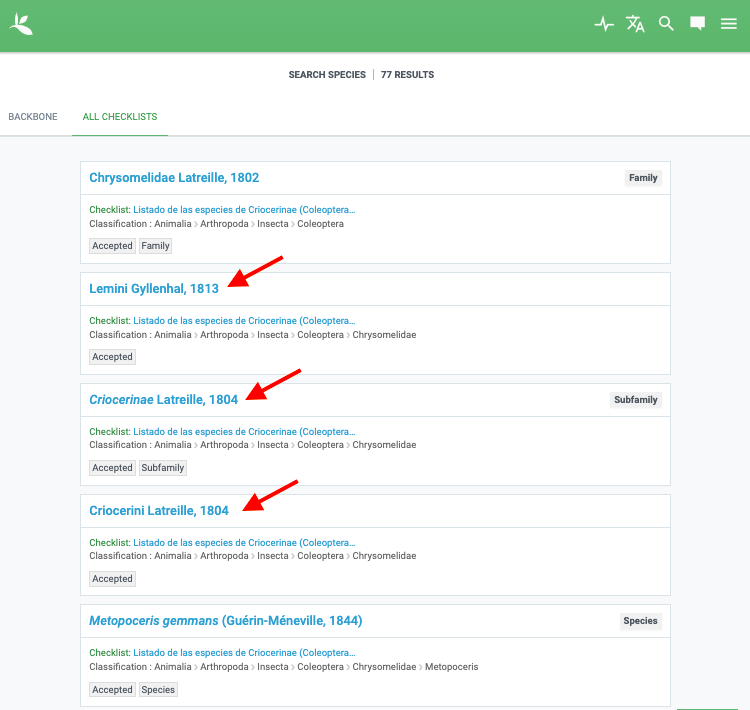 SEARCH SPECIES | 77 RESULTS
BACKBONE ALL CHECKLISTS
Chrysomelidae Latreille, 1802 Family
Checklist: Listado de las especies de Criocerinae (Coleoptera...
Classification : Animalia › Arthropoda › Insecta › Coleoptera
Accepted Family
Lemini Gyllenhal, 1813
Checklist: Listado de las especies de Criocerinae (Coleoptera...
Classification : Animalia › Arthropoda › Insecta › Coleoptera › Chrysomelidae
Accepted
Criocerinae Latreille, 1804 Subfamily
Checklist: Listado de las especies de Criocerinae (Coleoptera...
Classification : Animalia › Arthropoda › Insecta › Coleoptera › Chrysomelidae
Accepted Subfamily
Criocerini Latreille, 1804
Checklist: Listado de las especies de Criocerinae (Coleoptera...
Classification : Animalia › Arthropoda › Insecta › Coleoptera › Chrysomelidae
Accepted
Metopoceris gemmans (Guérin-Méneville, 1844) Species
Checklist: Listado de las especies de Criocerinae (Coleoptera...
Classification : Animalia › Arthropoda › Insecta › Coleoptera › Chrysomelidae › Metopoceris
Accepted Species